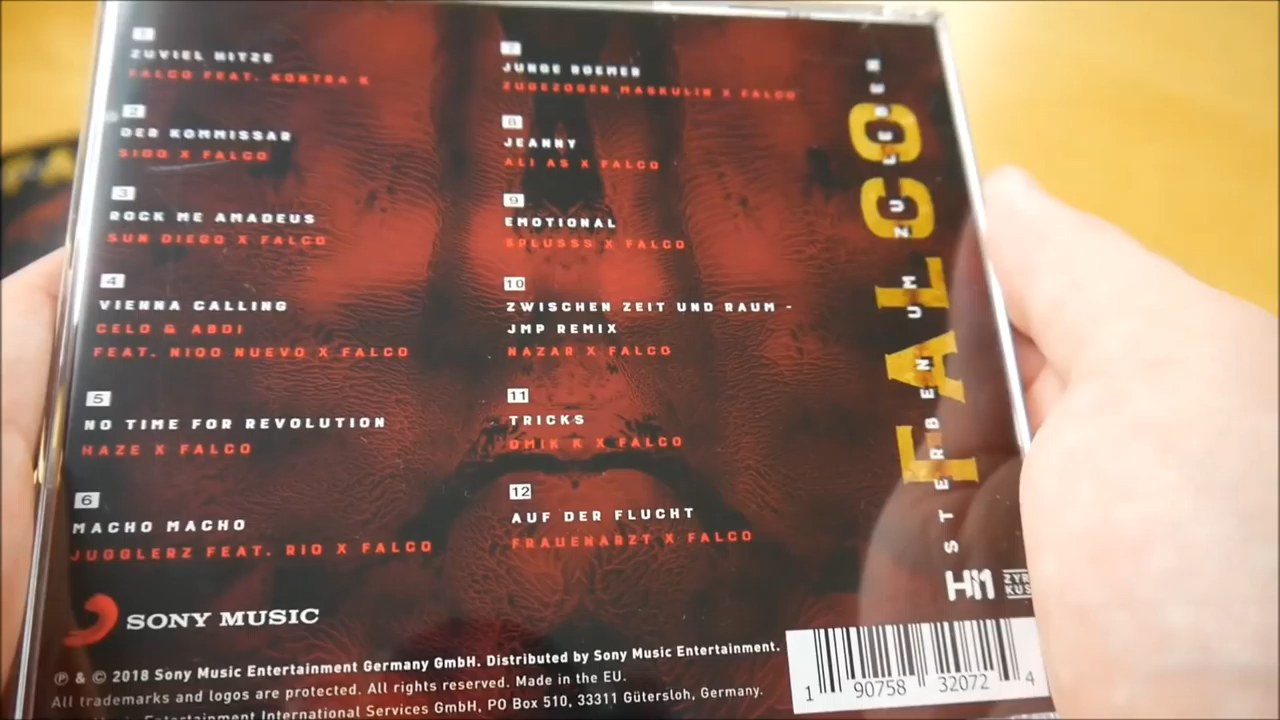 1
ZUVIEL HITZE
FALCO FEAT. KONTRA K
2
DER KOMMISSAR
SIDO X FALCO
3
ROCK ME AMADEUS
SUN DIEGO X FALCO
4
VIENNA CALLING
CELO & ABDI
FEAT. NIQO NUEVO X FALCO
5
NO TIME FOR REVOLUTION
HAZE X FALCO
6
MACHO MACHO
JUGGLERZ FEAT. RIO X FALCO
7
JUNGE ROEMER
ZUGEZOGEN MASKULIN X FALCO
8
JEANNY
ALI AS X FALCO
9
EMOTIONAL
SPLUSSS X FALCO
10
ZWISCHEN ZEIT UND RAUM -
JMP REMIX
NAZAR X FALCO
11
TRICKS
OMIK K X FALCO
12
AUF DER FLUCHT
FRAUENARZT X FALCO
FALCO
STERBEN UM ZU LEBEN
SONY MUSIC
Ⓟ & © 2018 Sony Music Entertainment Germany GmbH. Distributed by Sony Music Entertainment.
All trademarks and logos are protected. All rights reserved. Made in the EU.
Entertainment International Services GmbH, PO Box 510, 33311 Gütersloh, Germany.
1 90758 32072 4